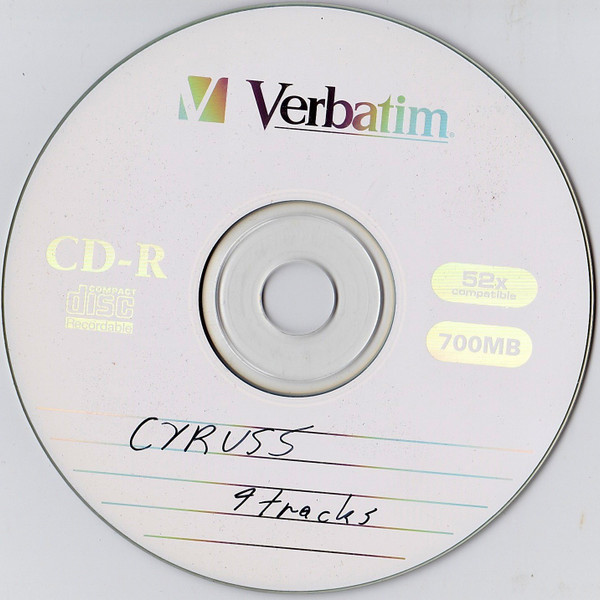 Verbatim
CD-R
COMPACT
disc
Recordable
52x
compatible
700MB
CYRUSS
9 tracks